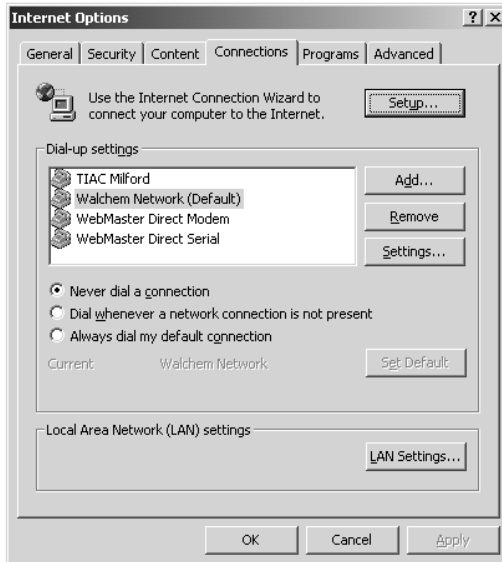 Internet Options
General Security Content Connections Programs Advanced
Use the Internet Connection Wizard to
connect your computer to the Internet.
Setup...
Dial-up settings
TIAC Milford
Walchem Network (Default)
WebMaster Direct Modem
WebMaster Direct Serial
Add...
Remove
Settings...
Never dial a connection
Dial whenever a network connection is not present
Always dial my default connection
Current Walchem Network Set Default
Local Area Network (LAN) settings
LAN Settings...
OK Cancel Apply